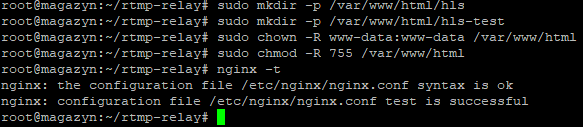 root@magazyn:~/rtmp-relay# sudo mkdir -p /var/www/html/hls
root@magazyn:~/rtmp-relay# sudo mkdir -p /var/www/html/hls-test
root@magazyn:~/rtmp-relay# sudo chown -R www-data:www-data /var/www/html
root@magazyn:~/rtmp-relay# sudo chmod -R 755 /var/www/html
root@magazyn:~/rtmp-relay# nginx -t
nginx: the configuration file /etc/nginx/nginx.conf syntax is ok
nginx: configuration file /etc/nginx/nginx.conf test is successful
root@magazyn:~/rtmp-relay#